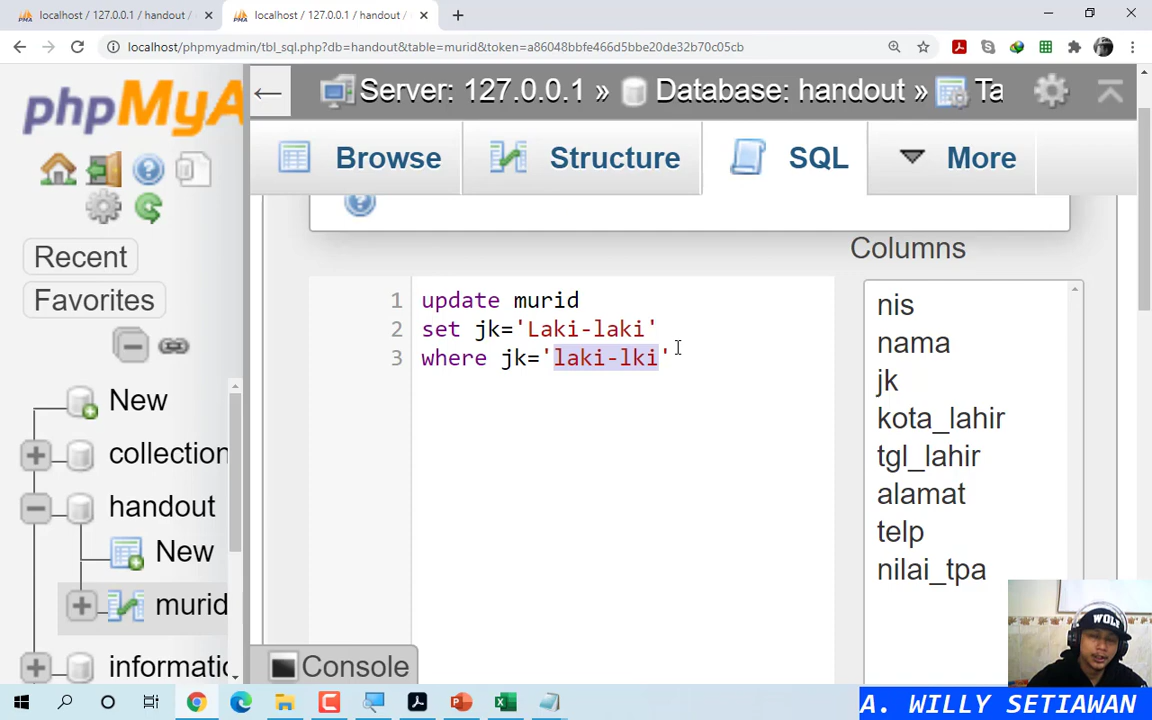 localhost / 127.0.0.1 / handout /
localhost / 127.0.0.1 / handout /
localhost/phpmyadmin/tbl_sql.php?db=handout&table=murid&token=a86048bbfe466d5bbe20de32b70c05cb
phpMyA
Server: 127.0.0.1 » Database: handout » Ta
Browse
Structure
SQL
More
Recent
Favorites
New
collection
handout
New
murid
informatic
Columns
nis
nama
jk
kota_lahir
tgl_lahir
alamat
telp
nilai_tpa
1 update murid
2 set jk='Laki-laki'
3 where jk='laki-lki'
Console
WOLF
A. WILLY SETIAWAN